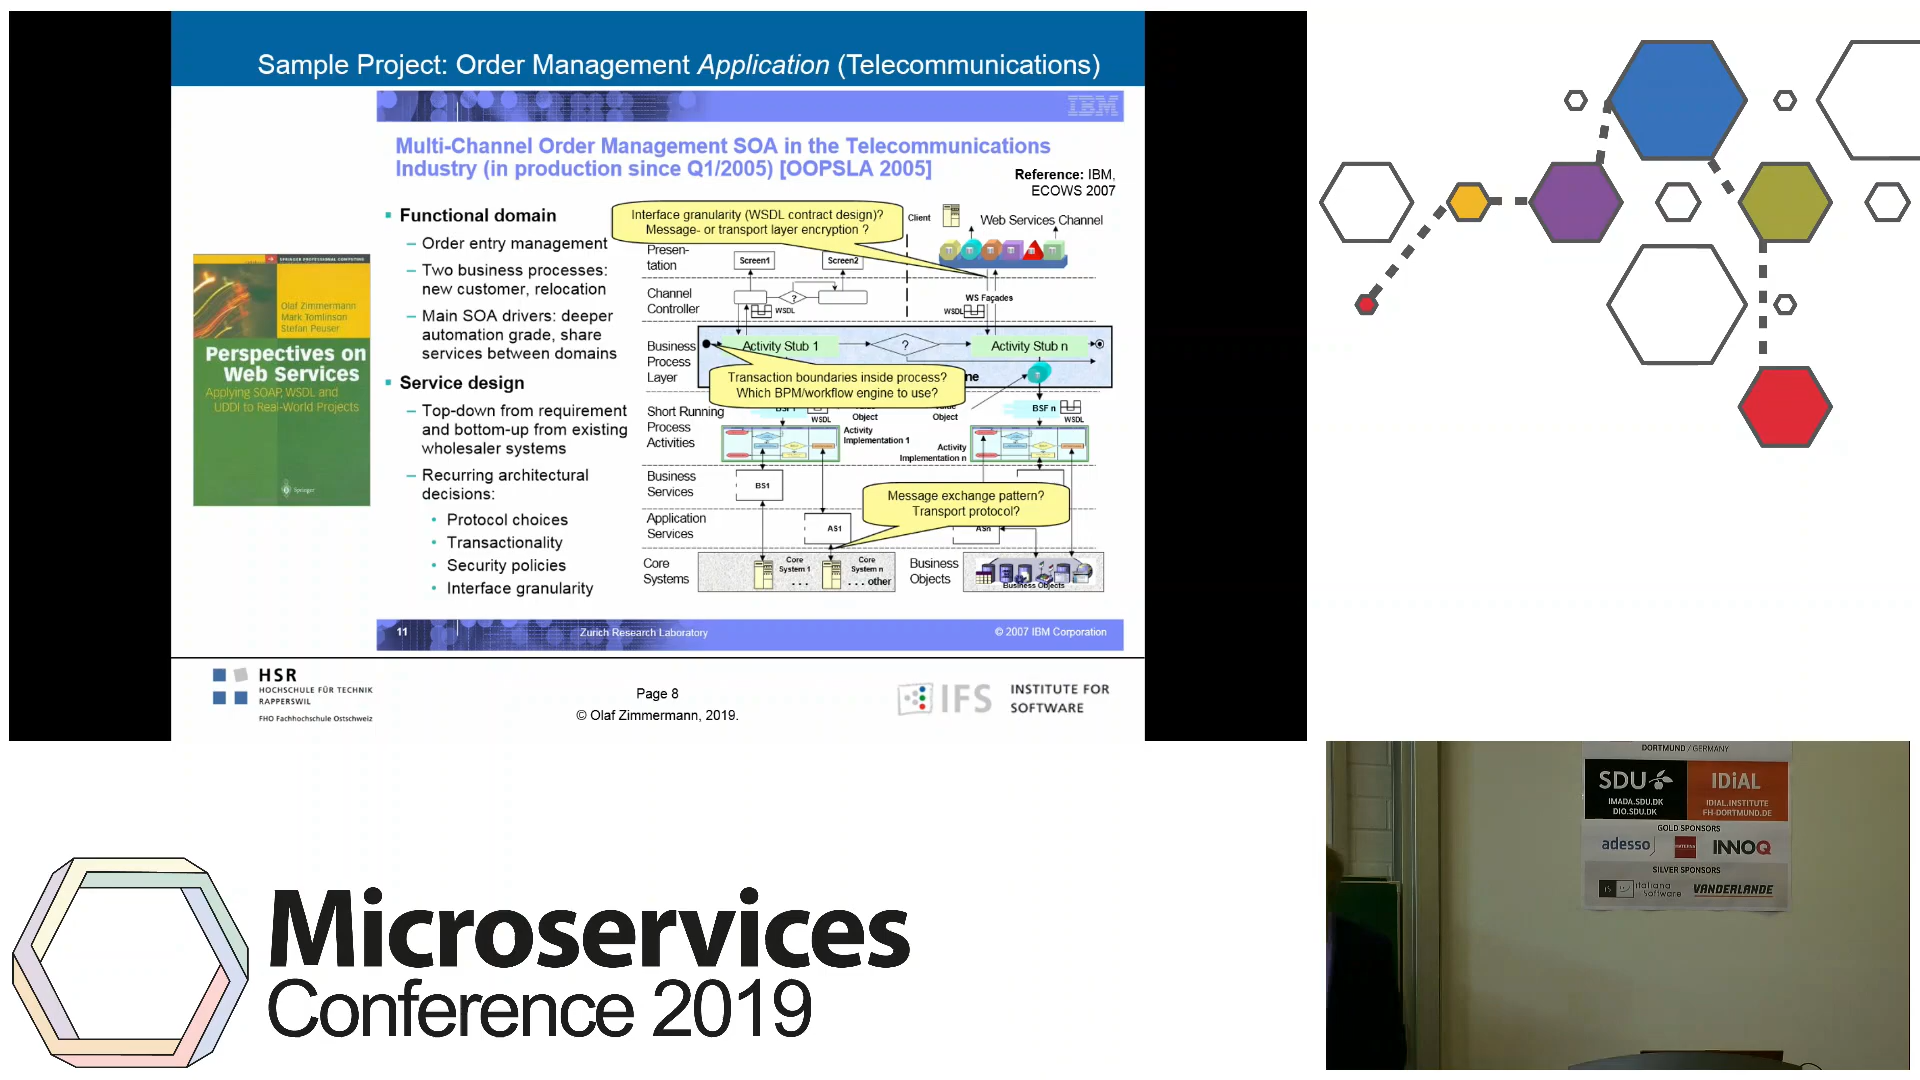 Sample Project: Order Management Application (Telecommunications)
IBM
Multi-Channel Order Management SOA in the Telecommunications
Industry (in production since Q1/2005) [OOPSLA 2005]
Reference: IBM,
ECOWS 2007
Functional domain
– Order entry management
– Two business processes:
new customer, relocation
– Main SOA drivers: deeper
automation grade, share
services between domains
Service design
– Top-down from requirement
and bottom-up from existing
wholesaler systems
– Recurring architectural
decisions:
• Protocol choices
• Transactionality
• Security policies
• Interface granularity
SPRINGER PROFESSIONAL COMPUTING
Olaf Zimmermann
Mark Tomlinson
Stefan Peuser
Perspectives on
Web Services
Applying SOAP, WSDL and
UDDI to Real-World Projects
Springer
Interface granularity (WSDL contract design)?
Message- or transport layer encryption ?
Client
Web Services Channel
Presen-
tation
Screen1
Screen2
Channel
Controller
?
WSDL
WS Façades
WSDL
Business
Process
Layer
Activity Stub 1
?
Activity Stub n
Transaction boundaries inside process?
Which BPM/workflow engine to use?
ne
Short Running
Process
Activities
WSDL
Object
Object
BSF n
WSDL
Activity
Implementation 1
Activity
Implementation n
Business
Services
BS1
Message exchange pattern?
Transport protocol?
Application
Services
AS1
ASn
Core
Systems
Core
System 1
. . .
Core
System n
. . . other
Business
Objects
Business Objects
11
Zurich Research Laboratory
© 2007 IBM Corporation
HSR
HOCHSCHULE FÜR TECHNIK
RAPPERSWIL
FHO Fachhochschule Ostschweiz
Page 8
© Olaf Zimmermann, 2019.
IFS
INSTITUTE FOR
SOFTWARE
DORTMUND / GERMANY
SDU
IMADA.SDU.DK
DIO.SDU.DK
IDiAL
IDIAL.INSTITUTE
FH-DORTMUND.DE
GOLD SPONSORS
adesso
INNOQ
SILVER SPONSORS
italiana
Software
VANDERLANDE
Microservices
Conference 2019